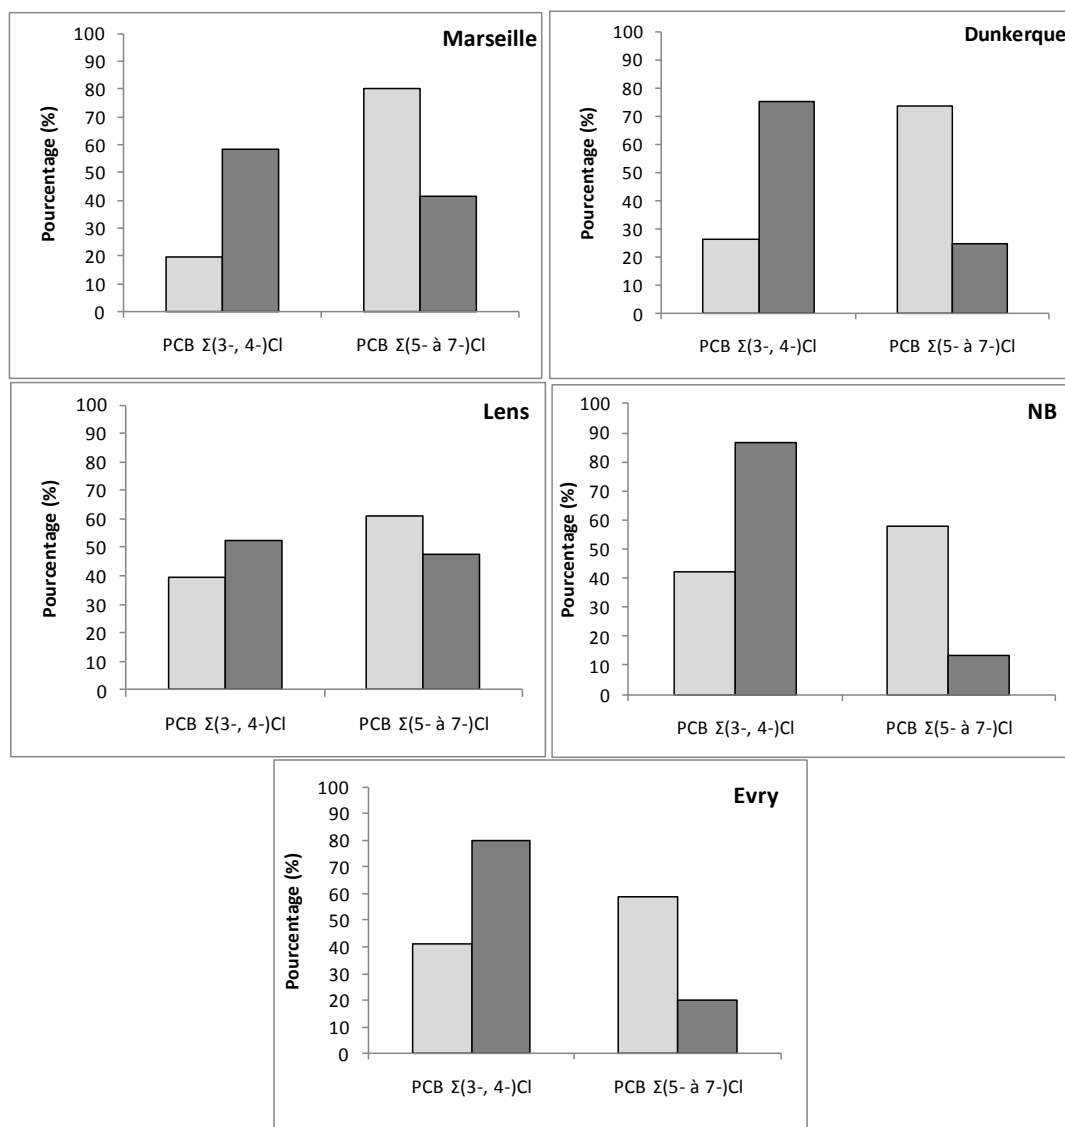 Marseille
Pourcentage (%)
100
90
80
70
60
50
40
30
20
10
0
PCB Σ(3-, 4-)Cl
PCB Σ(5- à 7-)Cl
Dunkerque
Pourcentage (%)
100
90
80
70
60
50
40
30
20
10
0
PCB Σ(3-, 4-)Cl
PCB Σ(5- à 7-)Cl
Lens
Pourcentage (%)
100
90
80
70
60
50
40
30
20
10
0
PCB Σ(3-, 4-)Cl
PCB Σ(5- à 7-)Cl
NB
Pourcentage (%)
100
90
80
70
60
50
40
30
20
10
0
PCB Σ(3-, 4-)Cl
PCB Σ(5- à 7-)Cl
Evry
Pourcentage (%)
100
90
80
70
60
50
40
30
20
10
0
PCB Σ(3-, 4-)Cl
PCB Σ(5- à 7-)Cl